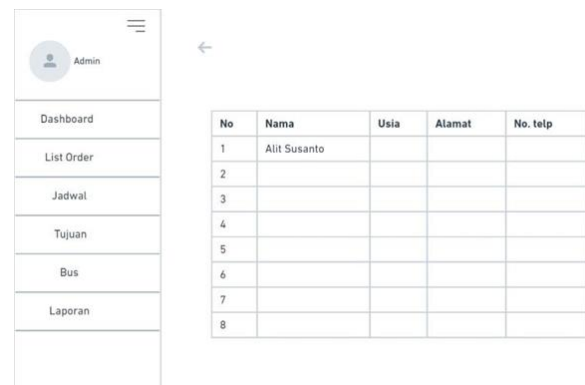 Admin
Dashboard
List Order
Jadwal
Tujuan
Bus
Laporan
No Nama Usia Alamat No. telp
1 Alit Susanto
2
3
4
5
6
7
8